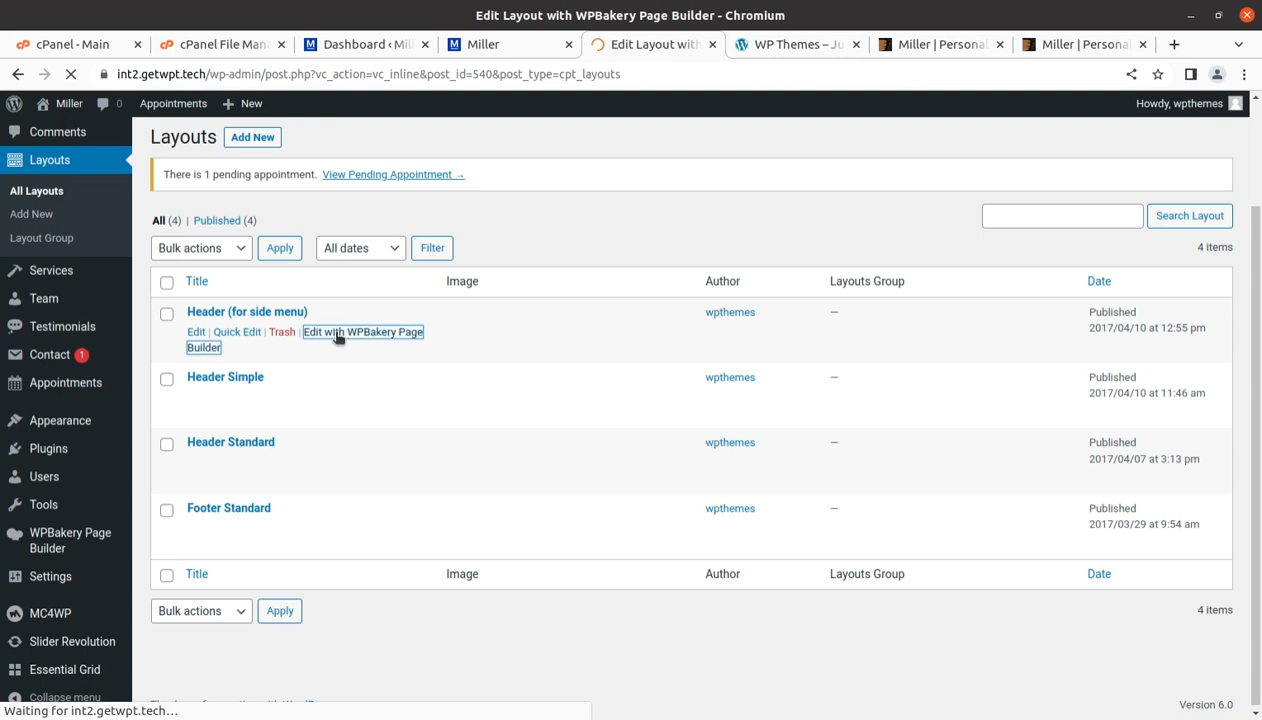 Edit Layout with WPBakery Page Builder - Chromium
cPanel - Main
cPanel File Man
Dashboard ‹ Mil
Miller
Edit Layout with
WP Themes – Ju
Miller | Persona
Miller | Persona
int2.getwpt.tech/wp-admin/post.php?vc_action=vc_inline&post_id=540&post_type=cpt_layouts
Miller 0 Appointments New Howdy, wpthemes
Comments
Layouts
All Layouts
Add New
Layout Group
Services
Team
Testimonials
Contact 1
Appointments
Appearance
Plugins
Users
Tools
WPBakery Page
Builder
Settings
MC4WP
Slider Revolution
Essential Grid
Collapse menu
Layouts Add New
There is 1 pending appointment. View Pending Appointment →
All (4) | Published (4)
Search Layout
Bulk actions Apply All dates Filter 4 items
Title Image Author Layouts Group Date
Header (for side menu) wpthemes — Published
2017/04/10 at 12:55 pm
Edit | Quick Edit | Trash | Edit with WPBakery Page
Builder
Header Simple wpthemes — Published
2017/04/10 at 11:46 am
Header Standard wpthemes — Published
2017/04/07 at 3:13 pm
Footer Standard wpthemes — Published
2017/03/29 at 9:54 am
Title Image Author Layouts Group Date
Bulk actions Apply 4 items
Version 6.0
Waiting for int2.getwpt.tech…